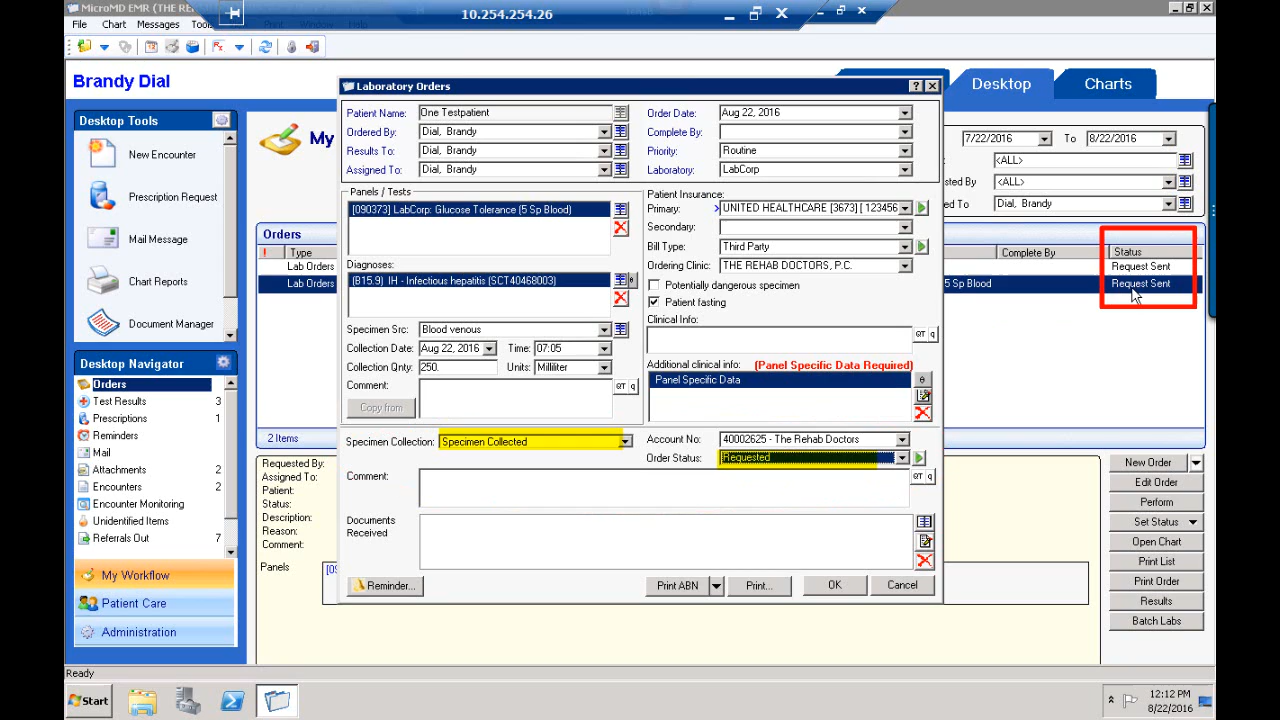 MicroMD EMR (THE RE
10.254.254.26
File Chart Messages Tools Print Window Help
Brandy Dial
Desktop
Charts
Desktop Tools
New Encounter
Prescription Request
Mail Message
Chart Reports
Document Manager
Desktop Navigator
Orders
Test Results 3
Prescriptions 1
Reminders
Mail
Attachments 2
Encounters 2
Encounter Monitoring
Unidentified Items
Referrals Out 7
My Workflow
Patient Care
Administration
My
7/22/2016 To 8/22/2016
<ALL>
sted By <ALL>
ed To Dial, Brandy
Orders
! Type Complete By Status
Lab Orders Request Sent
Lab Orders 5 Sp Blood Request Sent
2 Items
Requested By:
Assigned To:
Patient:
Status:
Description:
Reason:
Comment:
Panels [09
Laboratory Orders
Patient Name: One Testpatient
Ordered By: Dial, Brandy
Results To: Dial, Brandy
Assigned To: Dial, Brandy
Order Date: Aug 22, 2016
Complete By:
Priority: Routine
Laboratory: LabCorp
Panels / Tests
[090373] LabCorp: Glucose Tolerance (5 Sp Blood)
Diagnoses:
(B15.9) IH - Infectious hepatitis (SCT40468003)
Specimen Src: Blood venous
Collection Date: Aug 22, 2016 Time: 07:05
Collection Qnty: 250. Units: Milliliter
Comment:
Copy from
Patient Insurance:
Primary: > UNITED HEALTHCARE [3673] [ 123456
Secondary:
Bill Type: Third Party
Ordering Clinic: THE REHAB DOCTORS, P.C.
Potentially dangerous specimen
Patient fasting
Clinical Info:
Additional clinical info: (Panel Specific Data Required)
Panel Specific Data
Specimen Collection: Specimen Collected
Account No: 40002625 - The Rehab Doctors
Order Status: Requested
Comment:
Documents
Received
Reminder...
Print ABN
Print...
OK
Cancel
New Order
Edit Order
Perform
Set Status
Open Chart
Print List
Print Order
Results
Batch Labs
Ready
Start
12:12 PM
8/22/2016